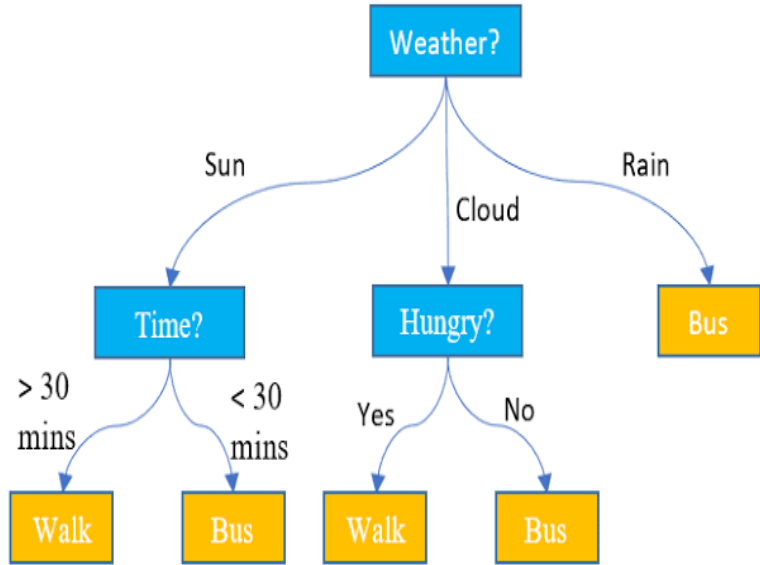 Weather?
Sun
Cloud
Rain
Time?
Hungry?
Bus
> 30
mins
< 30
mins
Yes
No
Walk
Bus
Walk
Bus